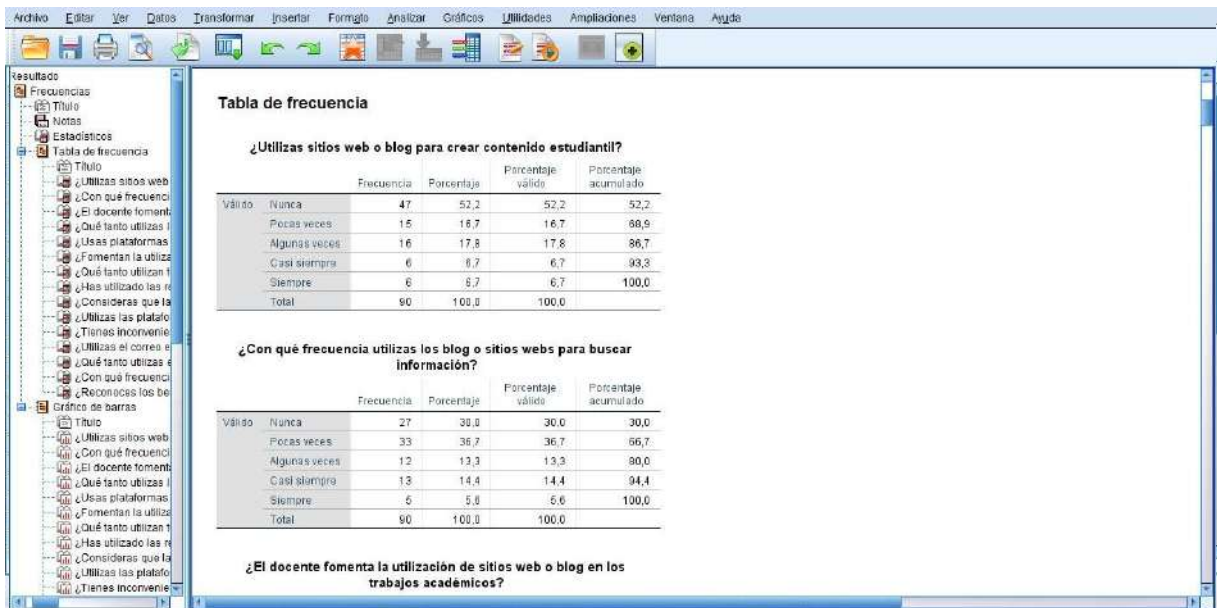 Archivo Editar Ver Datos Transformar Insertar Formato Analizar Gráficos Utilidades Ampliaciones Ventana Ayuda
Resultado
Frecuencias
Título
Notas
Estadísticos
Tabla de frecuencia
Título
¿Utilizas sitios web
¿Con qué frecuenci
¿El docente fomenta
¿Qué tanto utilizas l
¿Usas plataformas
¿Fomentan la utiliza
¿Qué tanto utilizan t
¿Has utilizado las re
¿Consideras que la
¿Utilizas las platafo
¿Tienes inconvenie
¿Utilizas el correo e
¿Qué tanto utilizas e
¿Con qué frecuenci
¿Reconoces los be
Gráfico de barras
Título
¿Utilizas sitios web
¿Con qué frecuenci
¿El docente fomenta
¿Qué tanto utilizas l
¿Usas plataformas
¿Fomentan la utiliza
¿Qué tanto utilizan t
¿Has utilizado las re
¿Consideras que la
¿Utilizas las platafo
¿Tienes inconvenie
Tabla de frecuencia
¿Utilizas sitios web o blog para crear contenido estudiantil?
Frecuencia Porcentaje Porcentaje válido Porcentaje acumulado
Válido Nunca 47 52,2 52,2 52,2
Pocas veces 15 16,7 16,7 68,9
Algunas veces 16 17,8 17,8 86,7
Casi siempre 6 6,7 6,7 93,3
Siempre 6 6,7 6,7 100,0
Total 90 100,0 100,0
¿Con qué frecuencia utilizas los blog o sitios webs para buscar
información?
Frecuencia Porcentaje Porcentaje válido Porcentaje acumulado
Válido Nunca 27 30,0 30,0 30,0
Pocas veces 33 36,7 36,7 66,7
Algunas veces 12 13,3 13,3 80,0
Casi siempre 13 14,4 14,4 94,4
Siempre 5 5,6 5,6 100,0
Total 90 100,0 100,0
¿El docente fomenta la utilización de sitios web o blog en los
trabajos académicos?